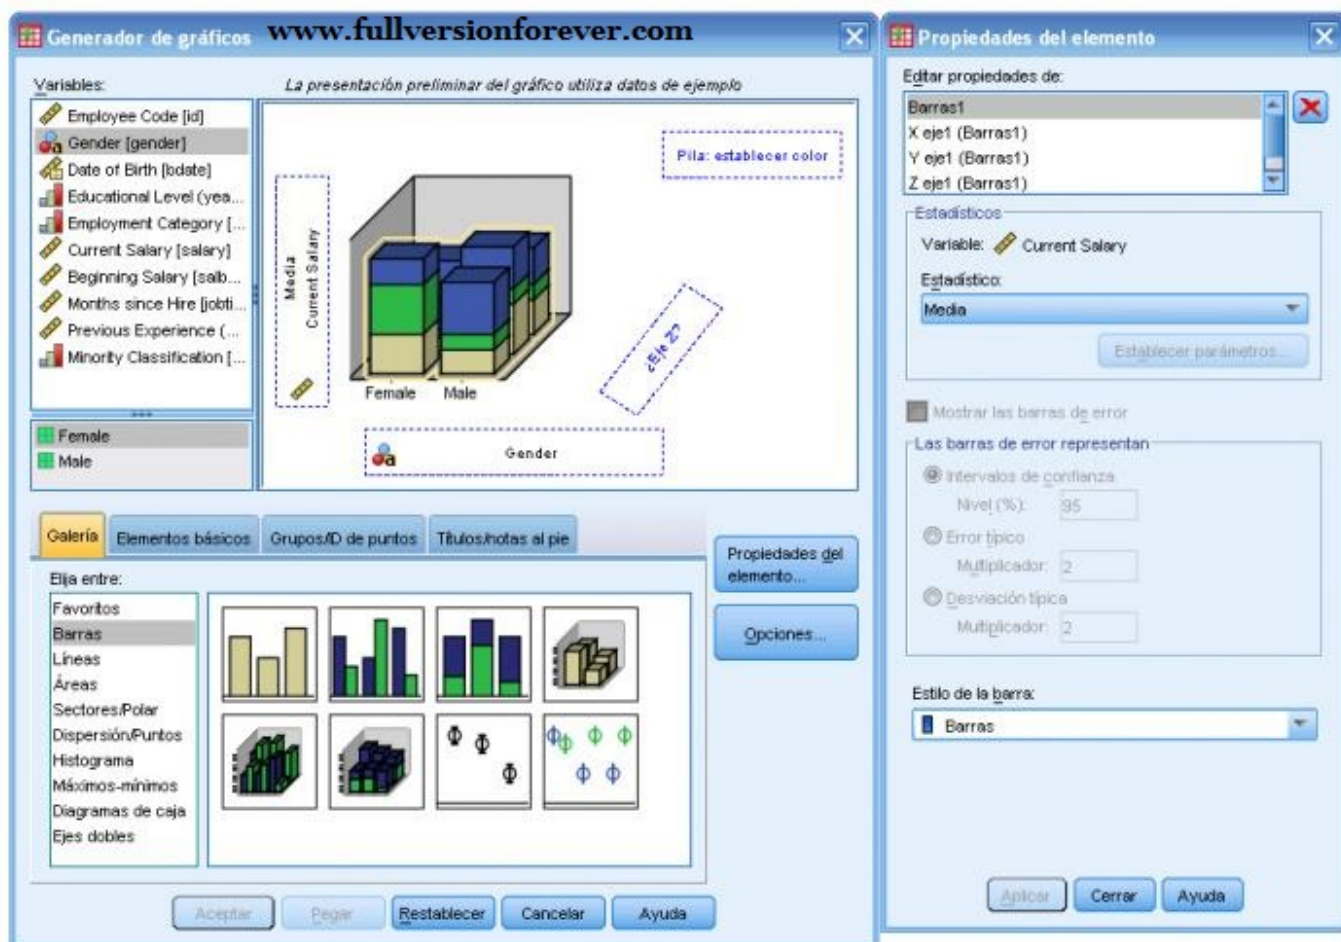 Generador de gráficos
www.fullversionforever.com
Variables:
La presentación preliminar del gráfico utiliza datos de ejemplo
Employee Code [id]
Gender [gender]
Date of Birth [bdate]
Educational Level (yea...
Employment Category [...
Current Salary [salary]
Beginning Salary [salb...
Months since Hire [jobti...
Previous Experience (...
Minority Classification [...
Female
Male
Pila: establecer color
Media
Current Salary
¿Eje Z?
Female Male
Gender
Galería
Elementos básicos
Grupos/ID de puntos
Títulos/notas al pie
Elija entre:
Favoritos
Barras
Líneas
Áreas
Sectores/Polar
Dispersión/Puntos
Histograma
Máximos-mínimos
Diagramas de caja
Ejes dobles
Propiedades del
elemento...
Opciones...
Aceptar
Pegar
Restablecer
Cancelar
Ayuda
Propiedades del elemento
Editar propiedades de:
Barras1
X eje1 (Barras1)
Y eje1 (Barras1)
Z eje1 (Barras1)
Estadísticos
Variable: Current Salary
Estadístico:
Media
Establecer parámetros...
Mostrar las barras de error
Las barras de error representan
Intervalos de confianza
Nivel (%): 95
Error típico
Multiplicador: 2
Desviación típica
Multiplicador: 2
Estilo de la barra:
Barras
Aplicar
Cerrar
Ayuda